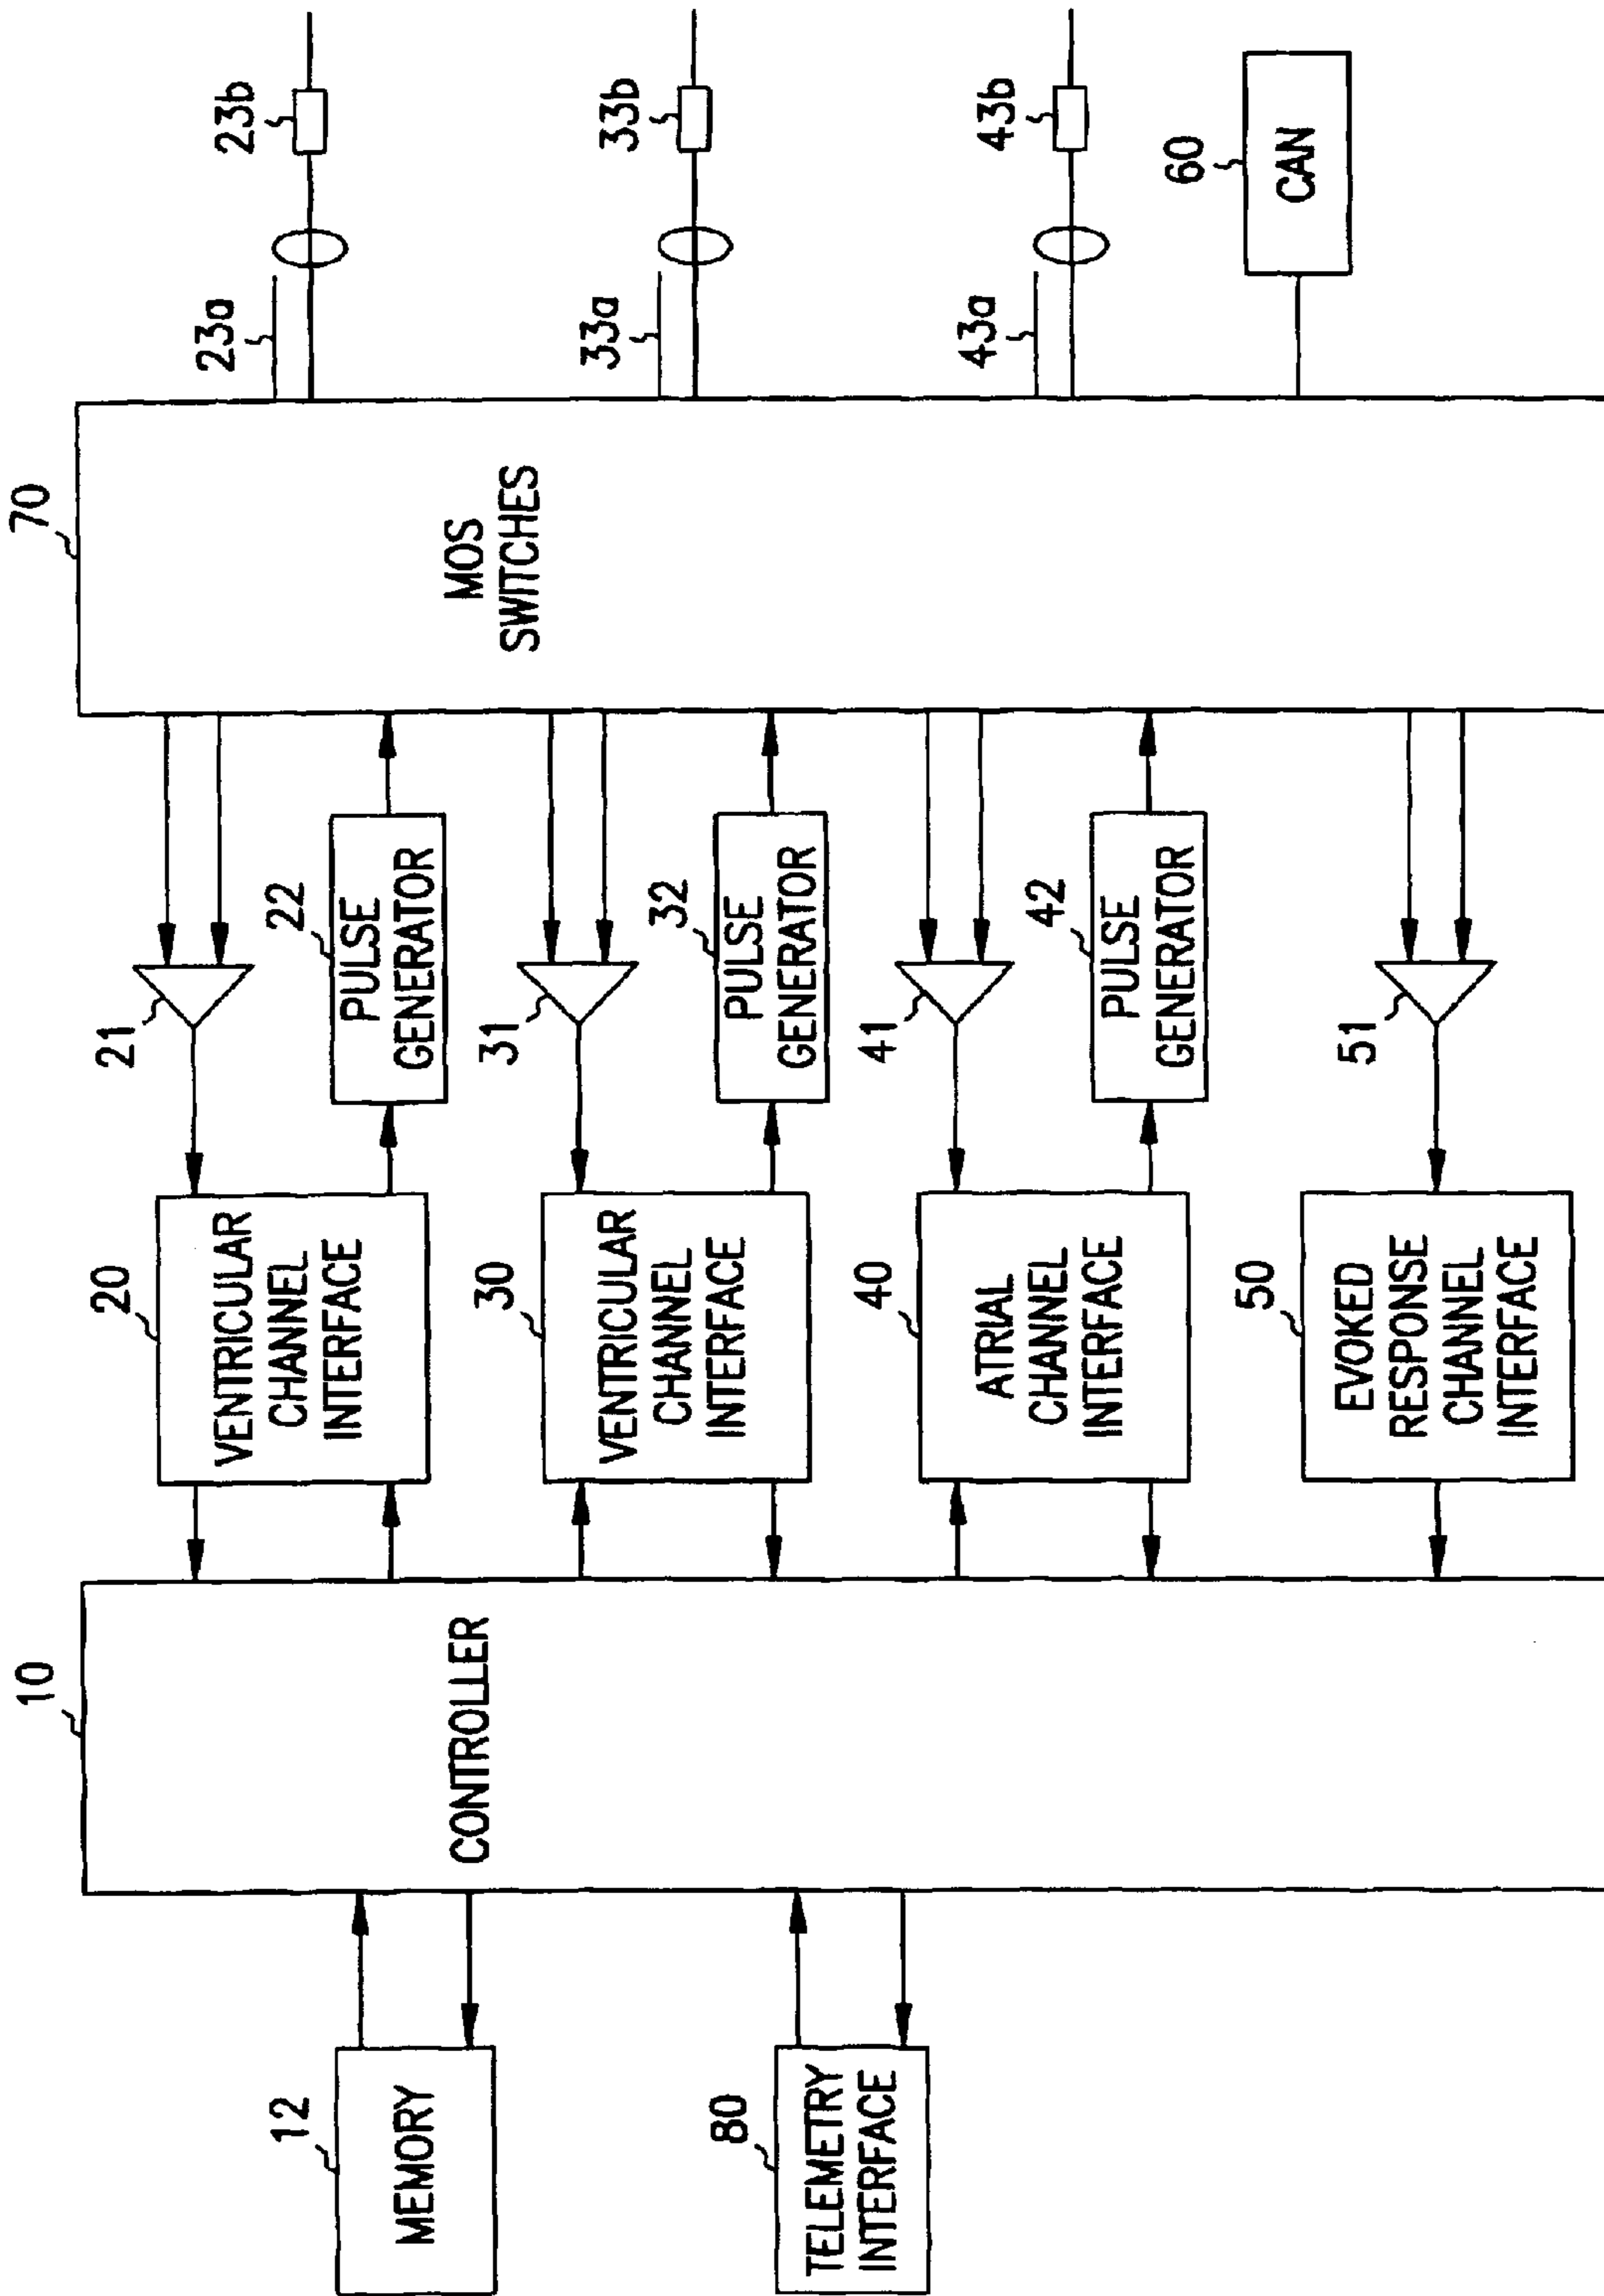 10
CONTROLLER
70
MOS
SWITCHES
12
MEMORY
80
TELEMETRY
INTERFACE
20
VENTRICULAR
CHANNEL
INTERFACE
21
22
PULSE
GENERATOR
23a
23b
30
VENTRICULAR
CHANNEL
INTERFACE
31
32
PULSE
GENERATOR
33a
33b
40
ATRIAL
CHANNEL
INTERFACE
41
42
PULSE
GENERATOR
43a
43b
50
EVOKED
RESPONSE
CHANNEL
INTERFACE
51
60
CAN